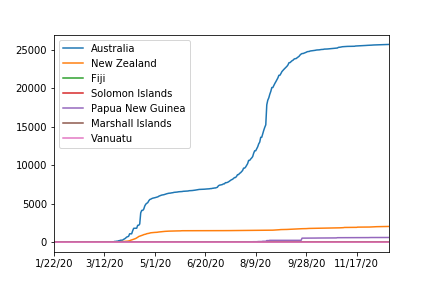 25000
20000
15000
10000
5000
0
Australia
New Zealand
Fiji
Solomon Islands
Papua New Guinea
Marshall Islands
Vanuatu
1/22/20 3/12/20 5/1/20 6/20/20 8/9/20 9/28/20 11/17/20